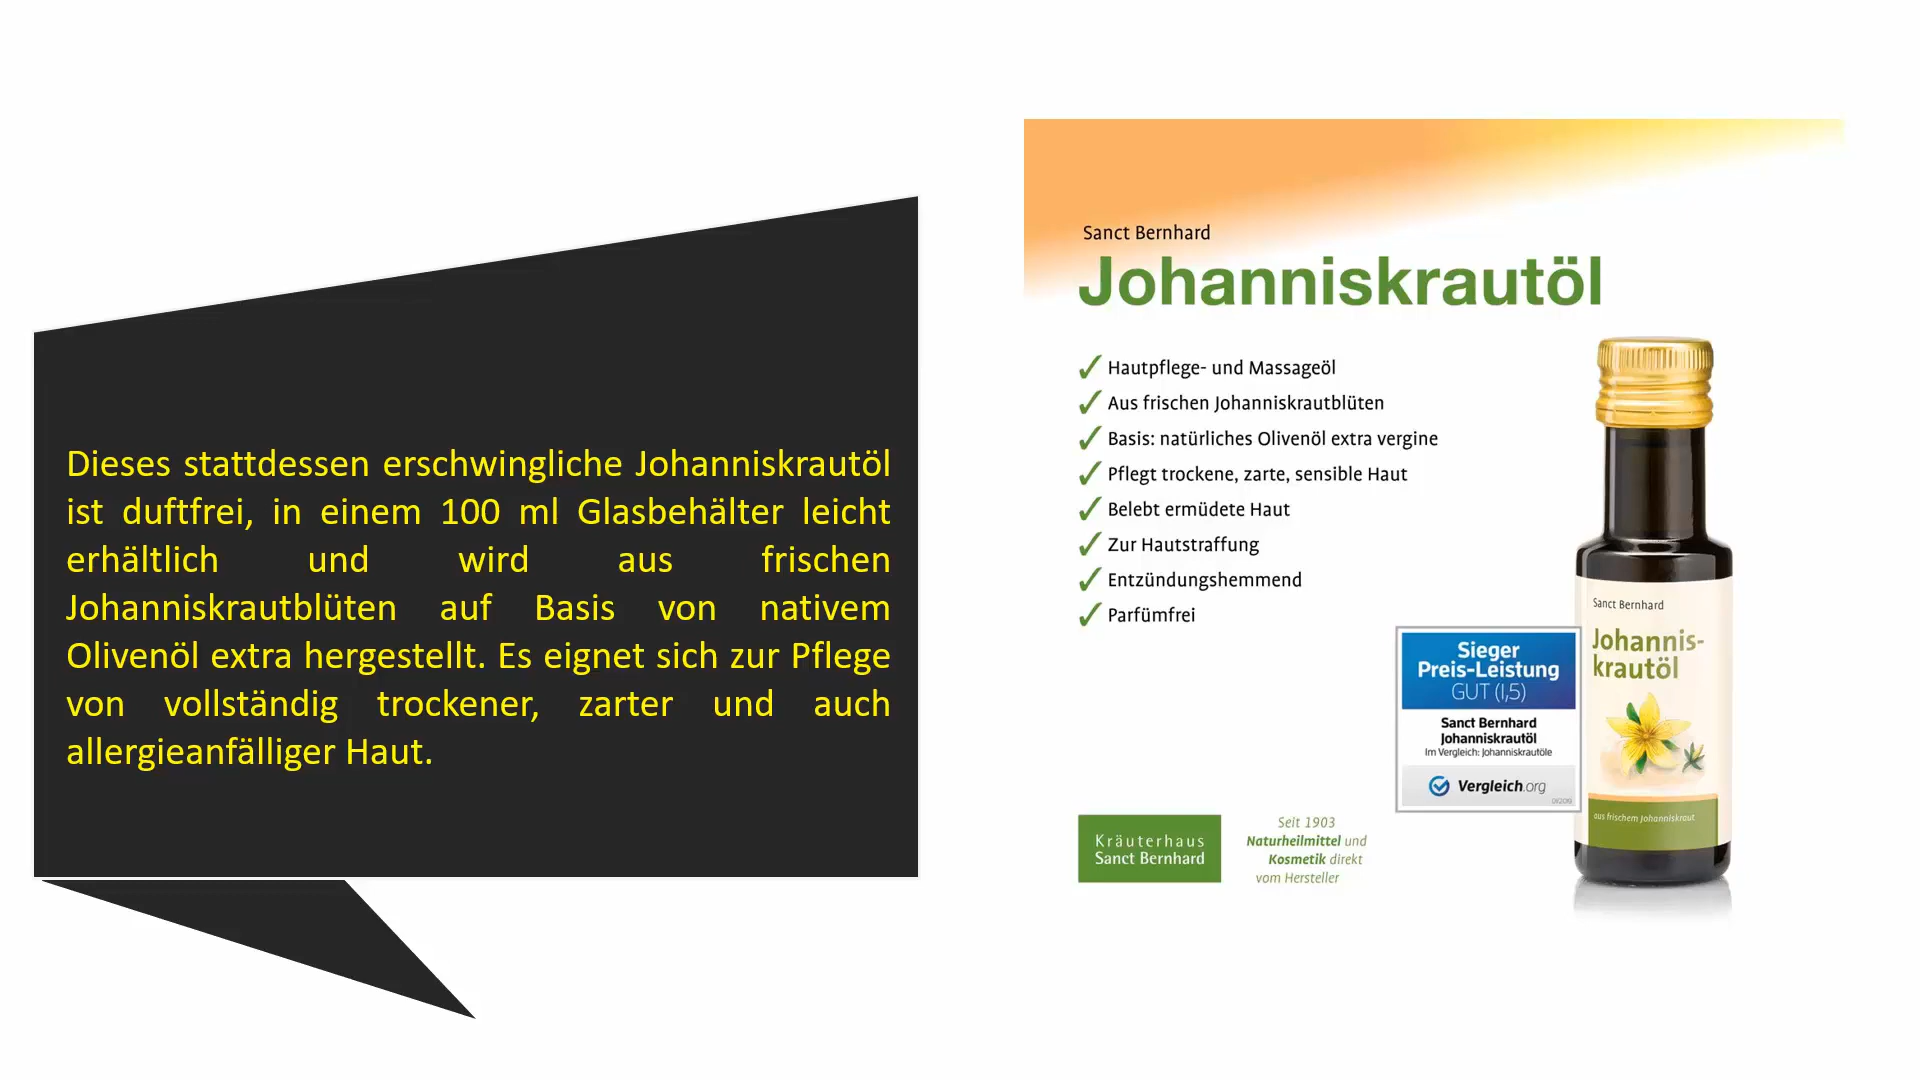 Dieses stattdessen erschwingliche Johanniskrautöl
ist duftfrei, in einem 100 ml Glasbehälter leicht
erhältlich und wird aus frischen
Johanniskrautblüten auf Basis von nativem
Olivenöl extra hergestellt. Es eignet sich zur Pflege
von vollständig trockener, zarter und auch
allergieanfälliger Haut.
Sanct Bernhard
Johanniskrautöl
Hautpflege- und Massageöl
Aus frischen Johanniskrautblüten
Basis: natürliches Olivenöl extra vergine
Pflegt trockene, zarte, sensible Haut
Belebt ermüdete Haut
Zur Hautstraffung
Entzündungshemmend
Parfümfrei
Sieger
Preis-Leistung
GUT (1,5)
Sanct Bernhard
Johanniskrautöl
Im Vergleich: Johanniskrautöle
Vergleich.org
Sanct Bernhard
Johannis-
krautöl
aus frischem Johanniskraut
Kräuterhaus
Sanct Bernhard
Seit 1903
Naturheilmittel und
Kosmetik direkt
vom Hersteller